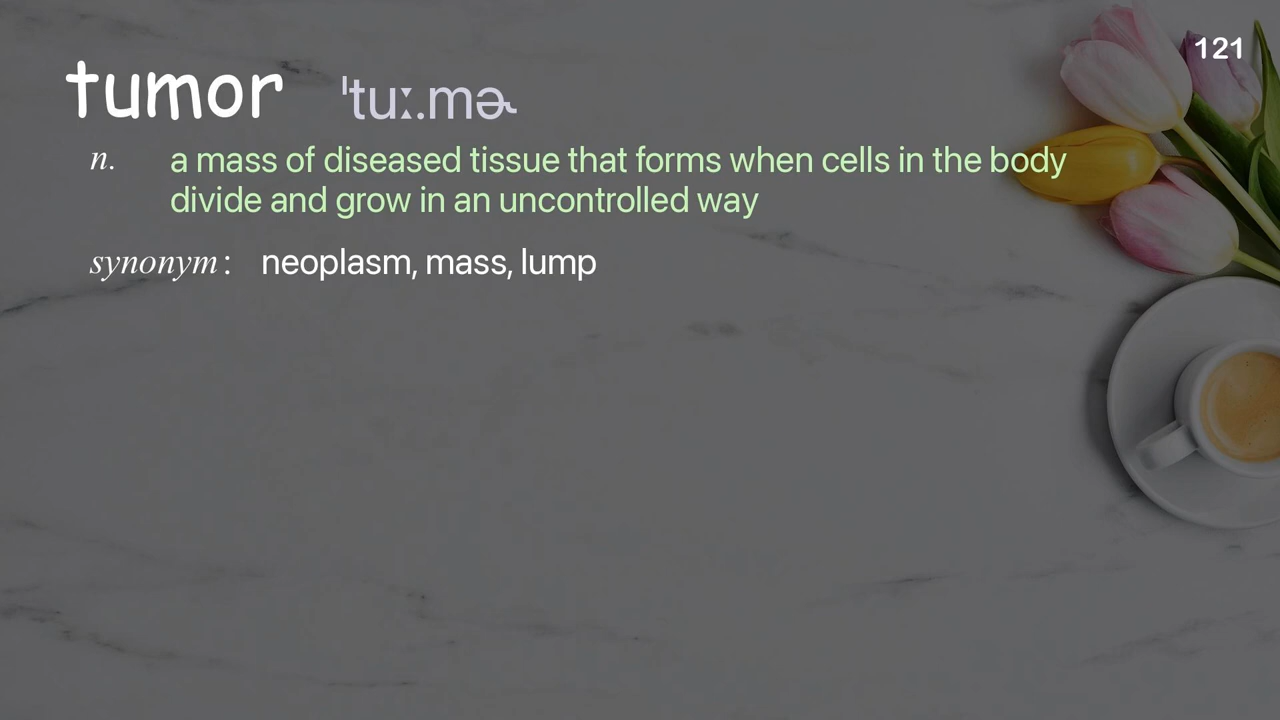 121
tumor ˈtuː.mɚ
n. a mass of diseased tissue that forms when cells in the body
divide and grow in an uncontrolled way
synonym : neoplasm, mass, lump